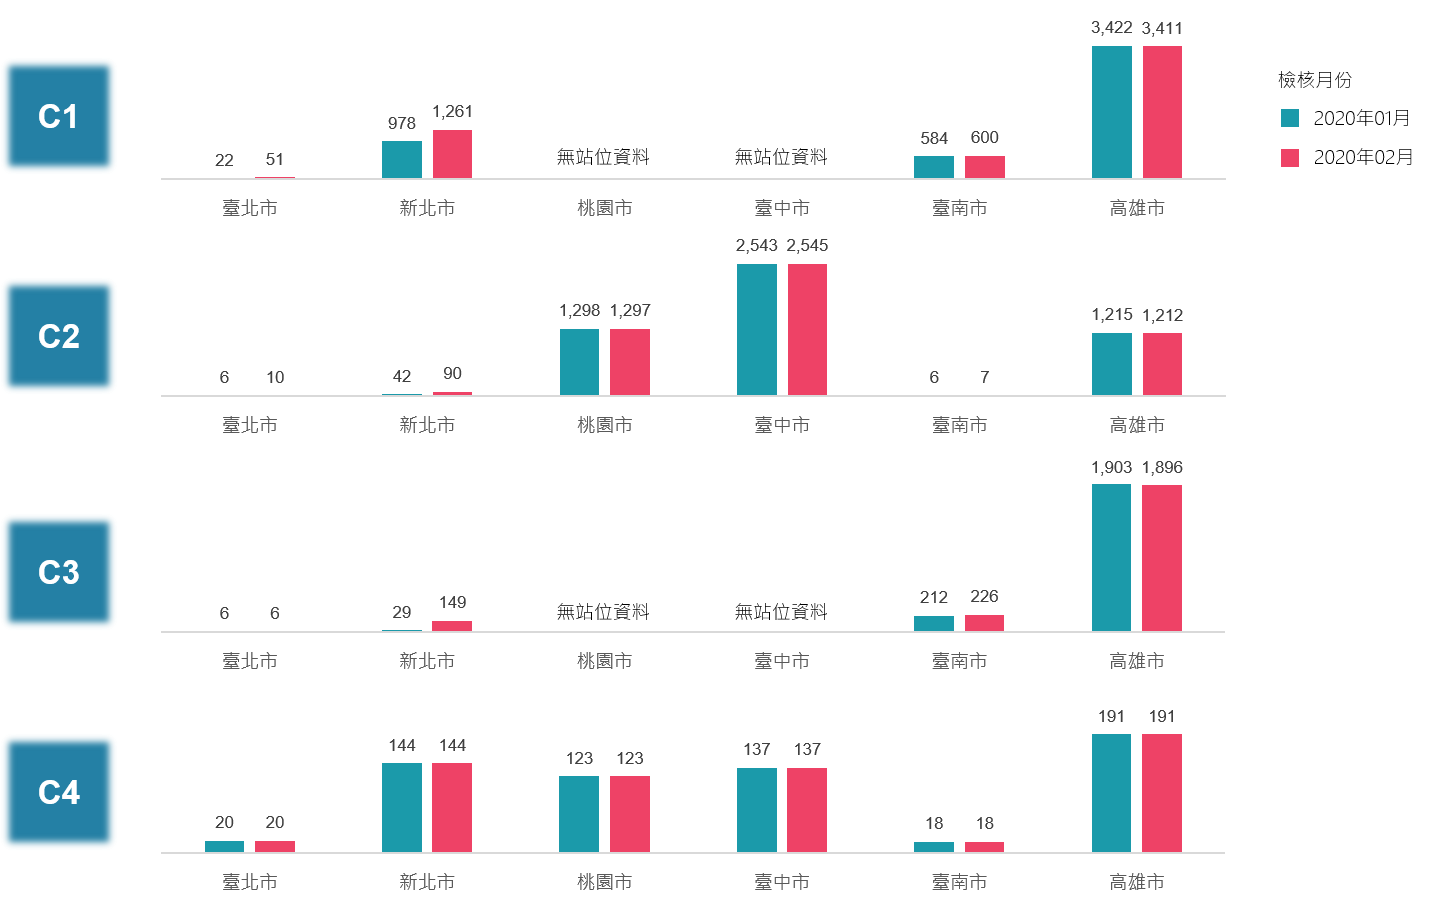 C1
3,422 3,411
978 1,261
22 51
無站位資料 無站位資料
584 600
臺北市 新北市 桃園市 臺中市 臺南市 高雄市
檢核月份
2020年01月
2020年02月
C2
2,543 2,545
1,298 1,297
1,215 1,212
6 10 42 90 6 7
臺北市 新北市 桃園市 臺中市 臺南市 高雄市
C3
1,903 1,896
6 6 29 149 無站位資料 無站位資料 212 226
臺北市 新北市 桃園市 臺中市 臺南市 高雄市
C4
191 191
144 144 123 123 137 137
20 20 18 18
臺北市 新北市 桃園市 臺中市 臺南市 高雄市